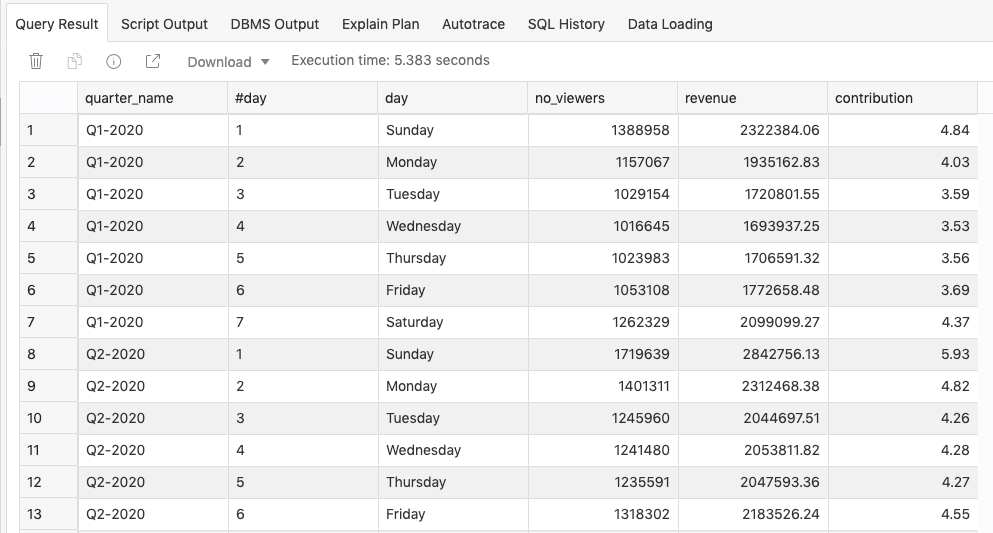 Query Result Script Output DBMS Output Explain Plan Autotrace SQL History Data Loading
Download Execution time: 5.383 seconds
quarter_name #day day no_viewers revenue contribution
1 Q1-2020 1 Sunday 1388958 2322384.06 4.84
2 Q1-2020 2 Monday 1157067 1935162.83 4.03
3 Q1-2020 3 Tuesday 1029154 1720801.55 3.59
4 Q1-2020 4 Wednesday 1016645 1693937.25 3.53
5 Q1-2020 5 Thursday 1023983 1706591.32 3.56
6 Q1-2020 6 Friday 1053108 1772658.48 3.69
7 Q1-2020 7 Saturday 1262329 2099099.27 4.37
8 Q2-2020 1 Sunday 1719639 2842756.13 5.93
9 Q2-2020 2 Monday 1401311 2312468.38 4.82
10 Q2-2020 3 Tuesday 1245960 2044697.51 4.26
11 Q2-2020 4 Wednesday 1241480 2053811.82 4.28
12 Q2-2020 5 Thursday 1235591 2047593.36 4.27
13 Q2-2020 6 Friday 1318302 2183526.24 4.55